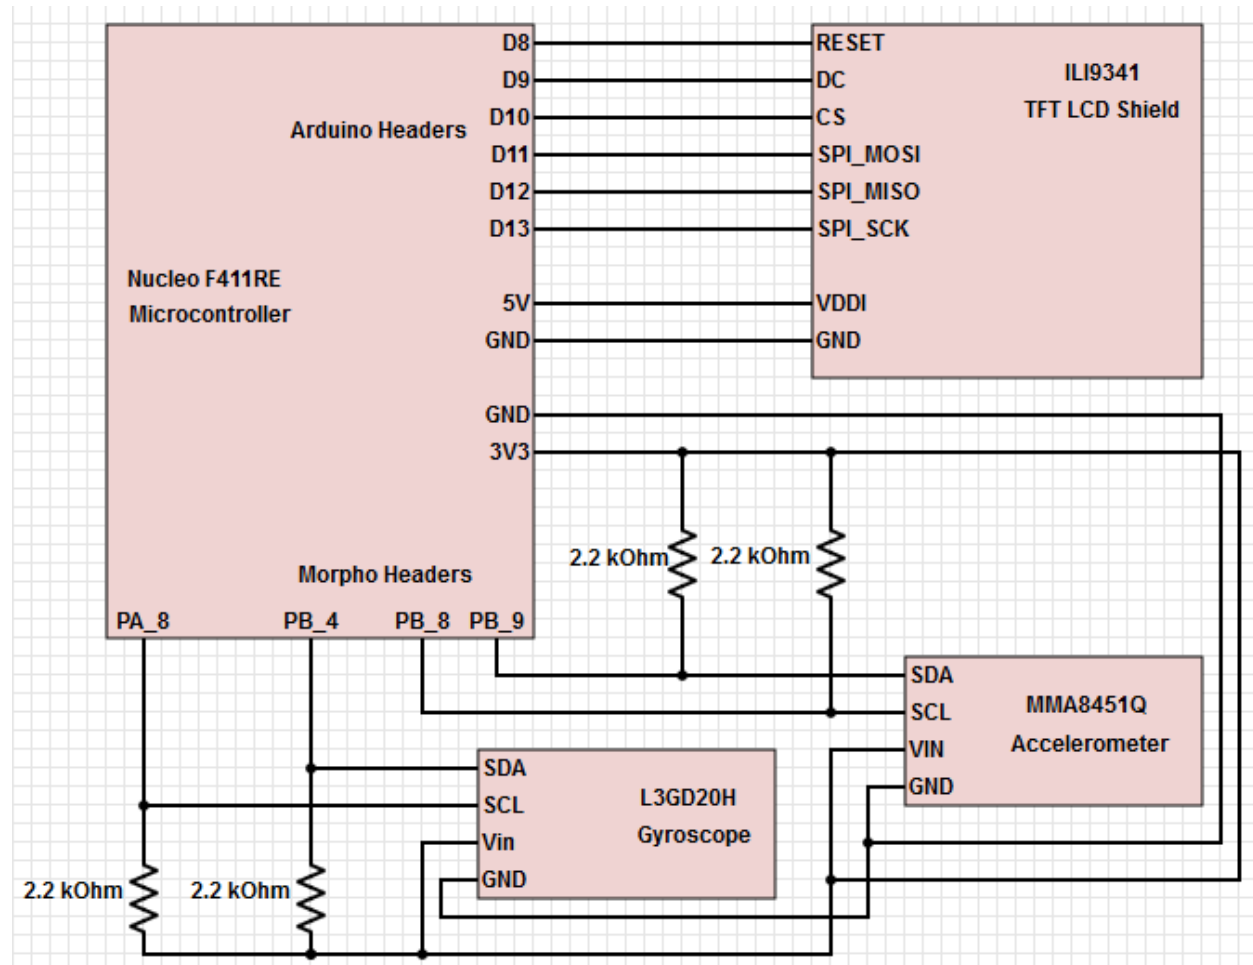 D8
D9
D10
D11
D12
D13
5V
GND
GND
3V3
Arduino Headers
Nucleo F411RE
Microcontroller
Morpho Headers
PA_8
PB_4
PB_8
PB_9
RESET
DC
CS
SPI_MOSI
SPI_MISO
SPI_SCK
VDDI
GND
ILI9341
TFT LCD Shield
2.2 kOhm
2.2 kOhm
SDA
SCL
VIN
GND
MMA8451Q
Accelerometer
SDA
SCL
Vin
GND
L3GD20H
Gyroscope
2.2 kOhm
2.2 kOhm